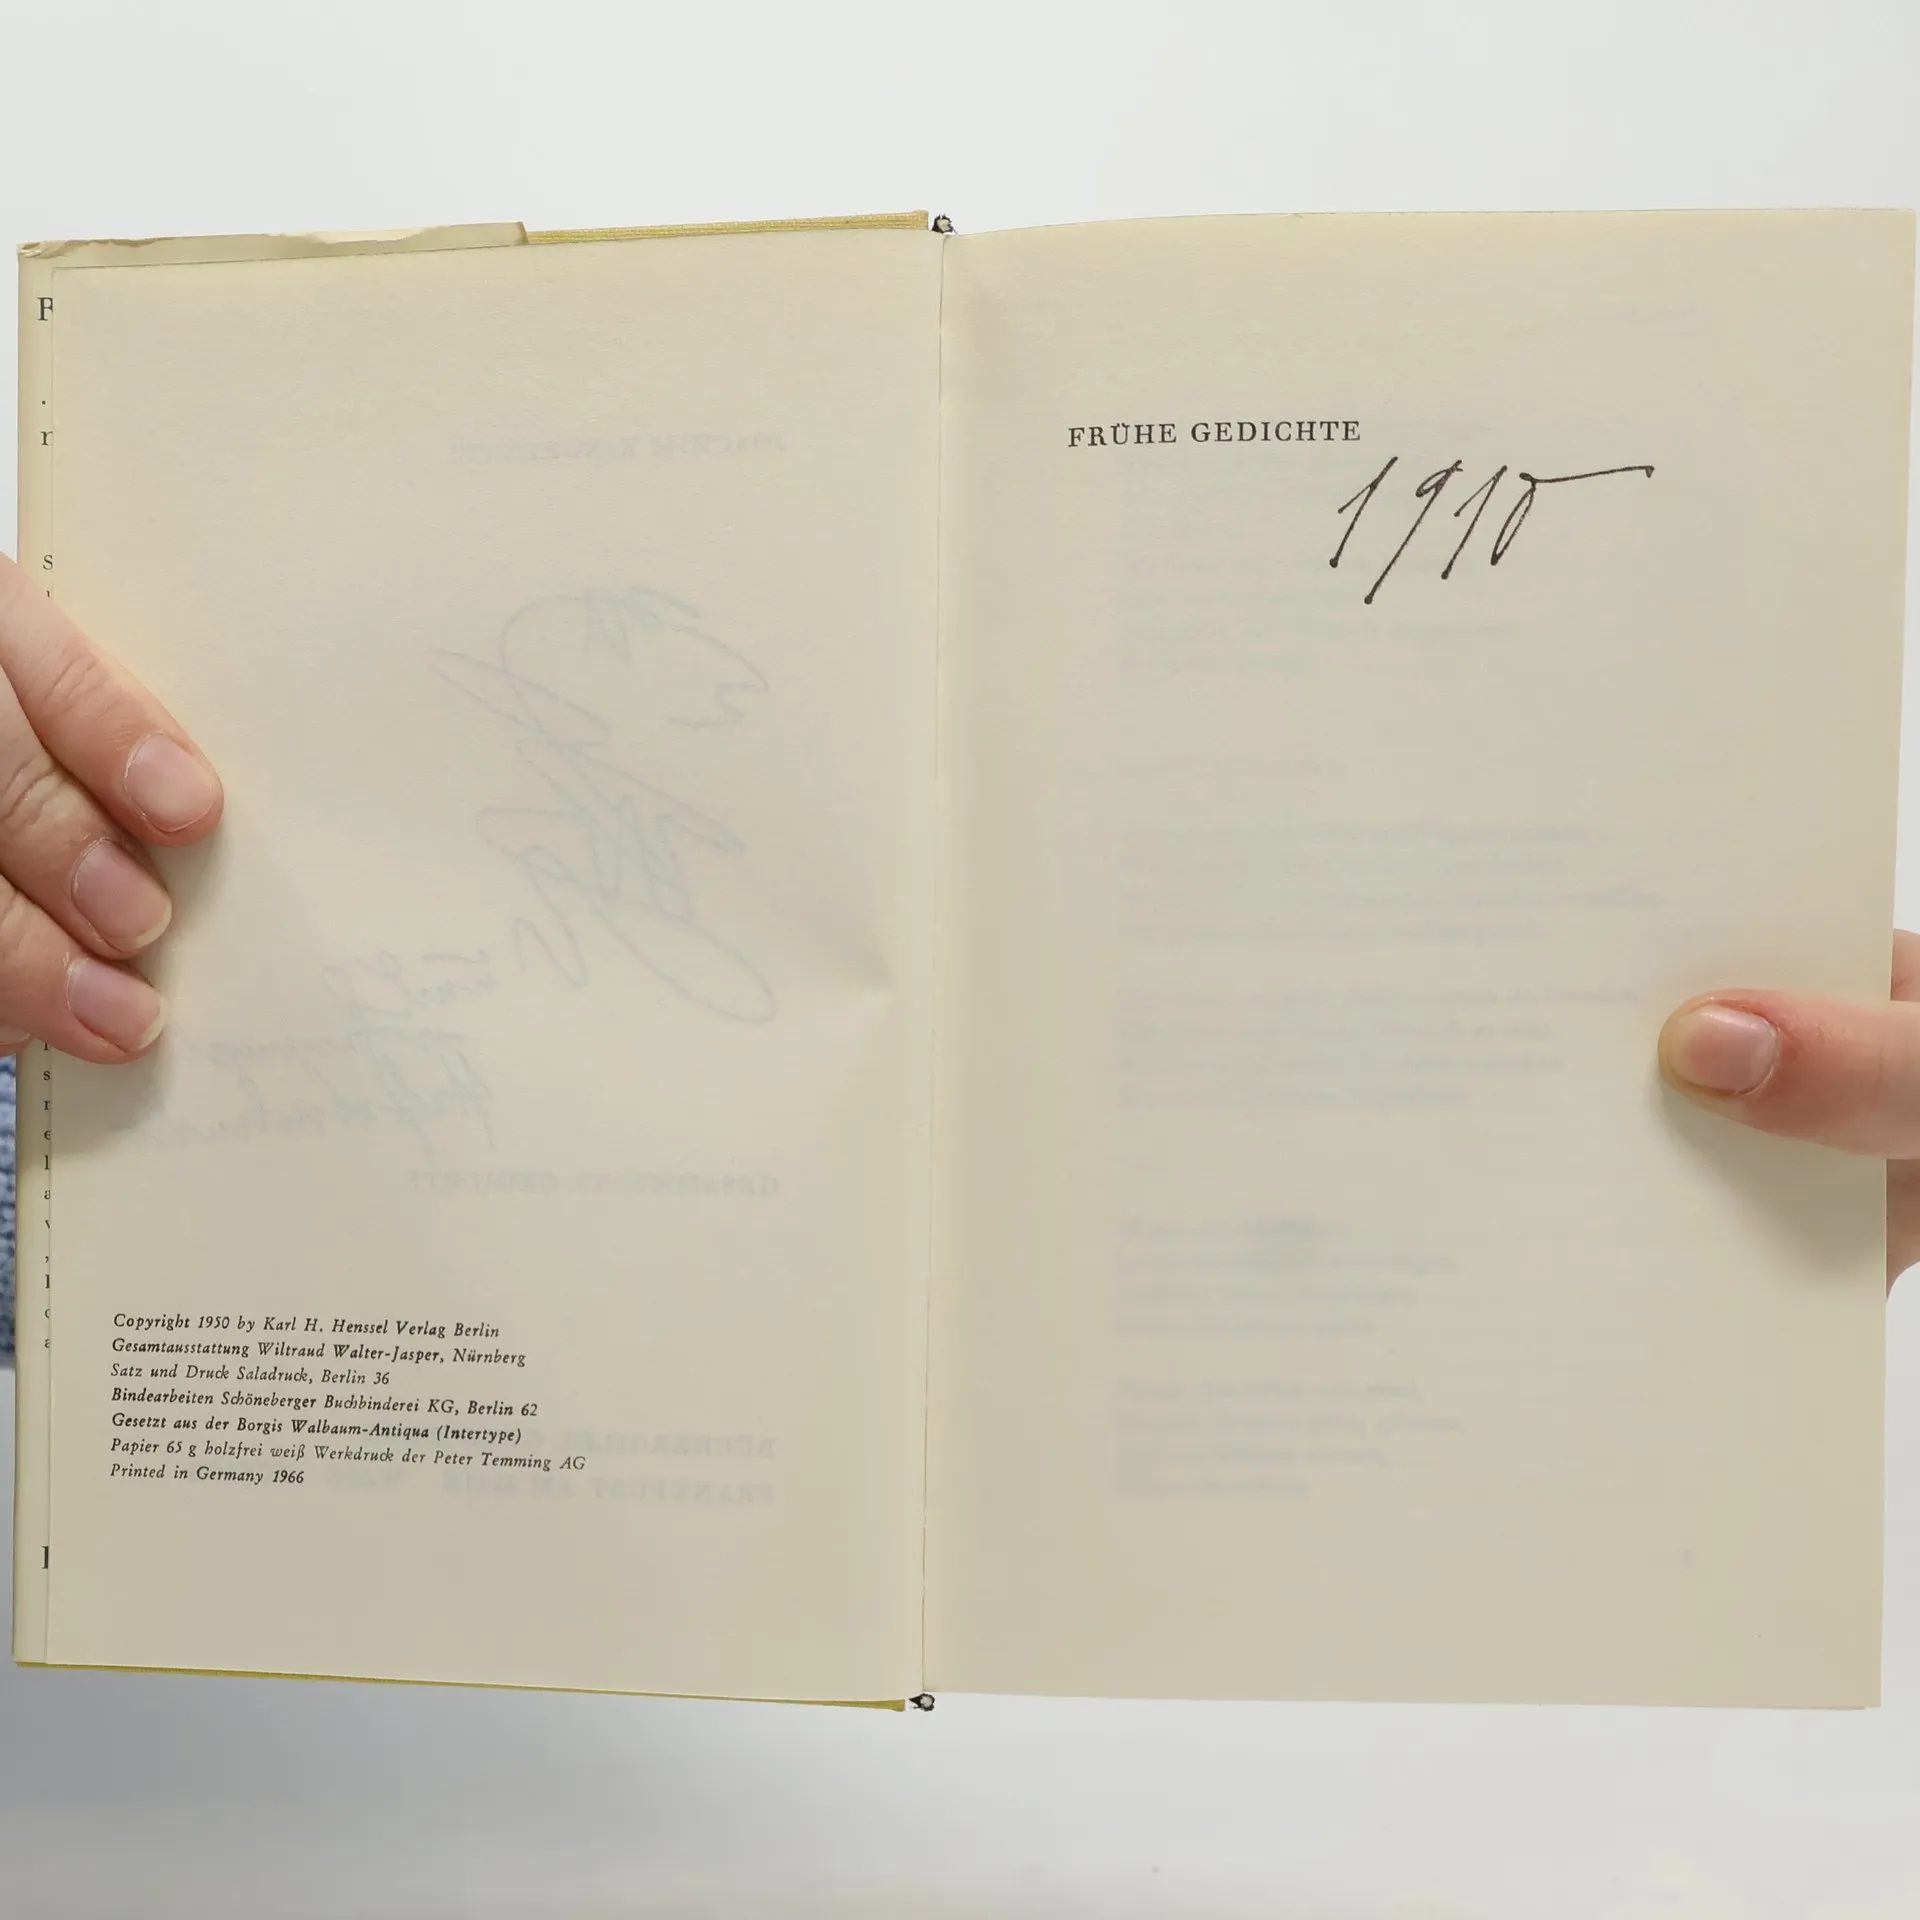 Copyright 1950 by Karl H. Henssel Verlag Berlin
Gesamtausstattung Wiltraud Walter-Jasper, Nürnberg
Satz und Druck Saladruck, Berlin 36
Bindearbeiten Schöneberger Buchbinderei KG, Berlin 62
Gesetzt aus der Borgis Walbaum-Antiqua (Intertype)
Papier 65 g holzfrei weiß Werkdruck der Peter Temming AG
Printed in Germany 1966
FRÜHE GEDICHTE
1910